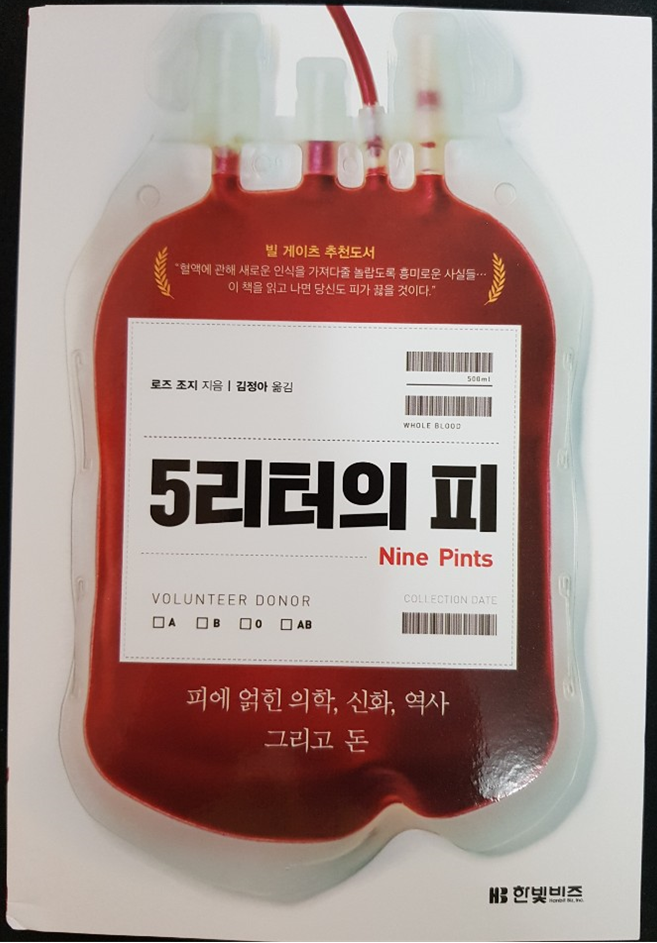 빌 게이츠 추천도서
“혈액에 관해 새로운 인식을 가져다줄 놀랍도록 흥미로운 사실들…
이 책을 읽고 나면 당신도 피가 끓을 것이다.”
로즈 조지 지음 | 김정아 옮김
500ml
WHOLE BLOOD
5리터의 피
Nine Pints
VOLUNTEER DONOR
COLLECTION DATE
A B O AB
피에 얽힌 의학, 신화, 역사
그리고 돈
HB 한빛비즈
Hanbit Biz, Inc.